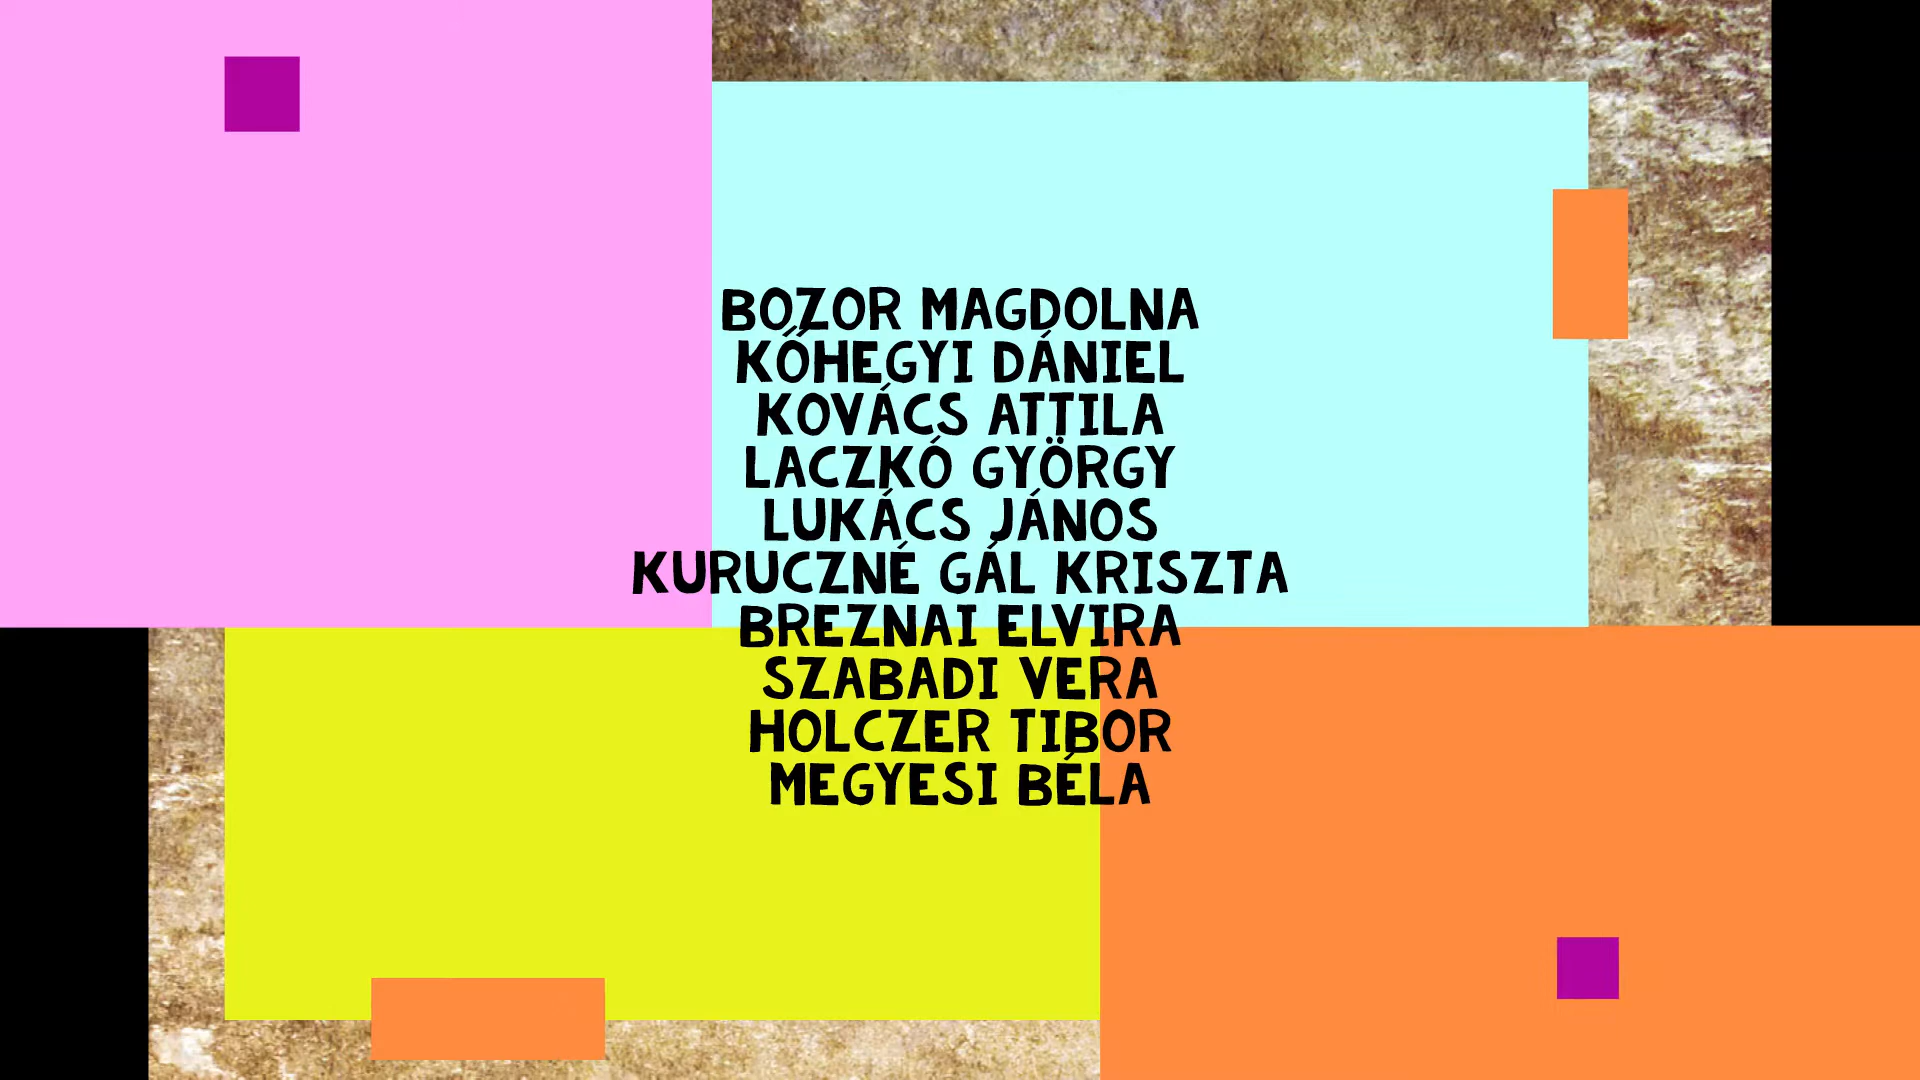 BOZOR MAGDOLNA
KŐHEGYI DÁNIEL
KOVÁCS ATTILA
LACZKÓ GYÖRGY
LUKÁCS JÁNOS
KURUCZNÉ GÁL KRISZTA
BREZNAI ELVIRA
SZABADI VERA
HOLCZER TIBOR
MEGYESI BÉLA